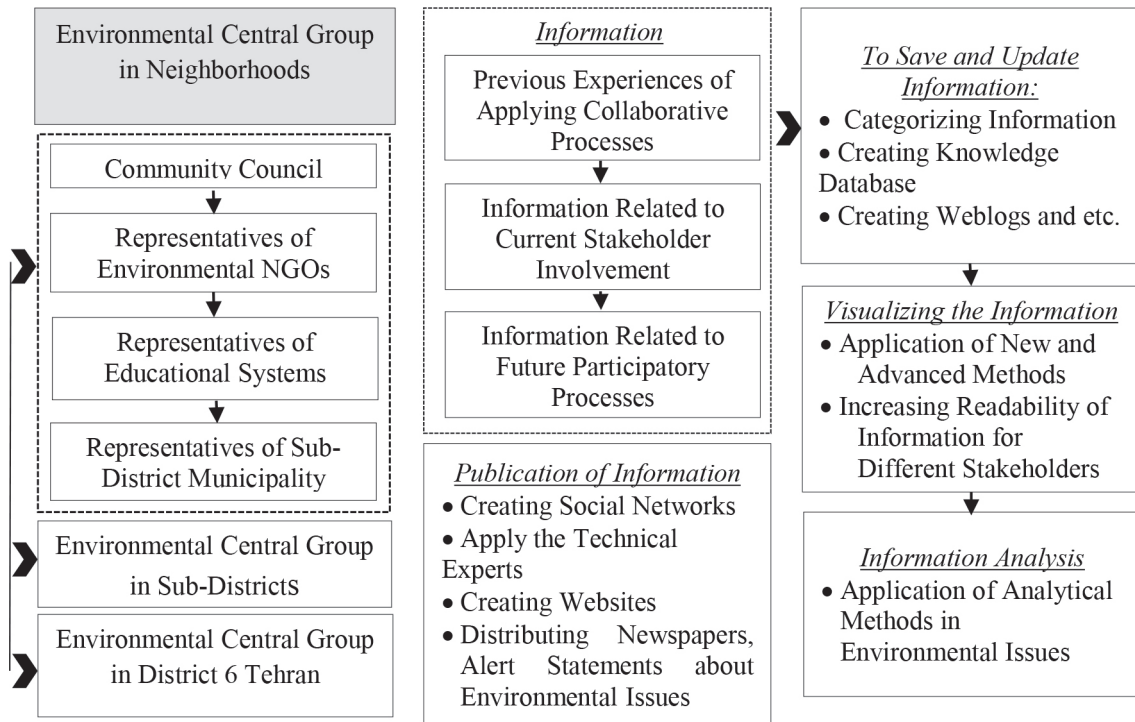 Environmental Central Group
in Neighborhoods
Community Council
Representatives of
Environmental NGOs
Representatives of
Educational Systems
Representatives of Sub-
District Municipality
Environmental Central Group
in Sub-Districts
Environmental Central Group
in District 6 Tehran
Information
Previous Experiences of
Applying Collaborative
Processes
Information Related to
Current Stakeholder
Involvement
Information Related to
Future Participatory
Processes
Publication of Information
• Creating Social Networks
• Apply the Technical
Experts
• Creating Websites
• Distributing Newspapers,
Alert Statements about
Environmental Issues
To Save and Update
Information:
• Categorizing Information
• Creating Knowledge
Database
• Creating Weblogs and etc.
Visualizing the Information
• Application of New and
Advanced Methods
• Increasing Readability of
Information for
Different Stakeholders
Information Analysis
• Application of Analytical
Methods in
Environmental Issues